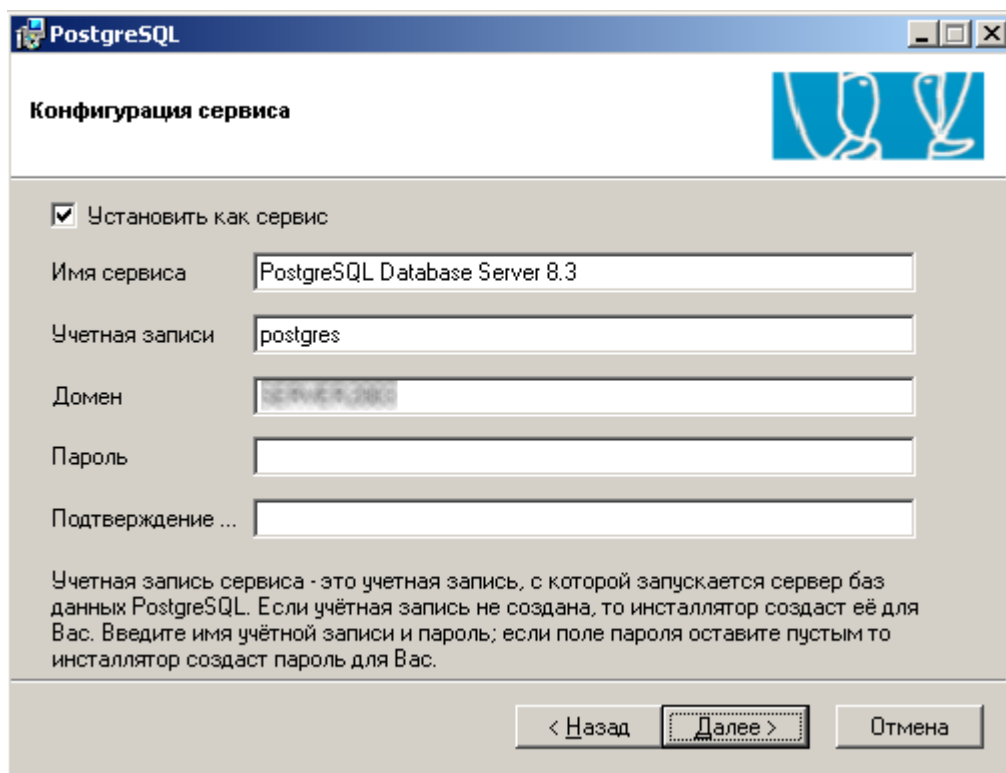 PostgreSQL
Конфигурация сервиса
Установить как сервис
Имя сервиса PostgreSQL Database Server 8.3
Учетная записи postgres
Домен
Пароль
Подтверждение ...
Учетная запись сервиса - это учетная запись, с которой запускается сервер баз
данных PostgreSQL. Если учётная запись не создана, то инсталлятор создаст её для
Вас. Введите имя учётной записи и пароль; если поле пароля оставите пустым то
инсталлятор создаст пароль для Вас.
< Назад Далее > Отмена